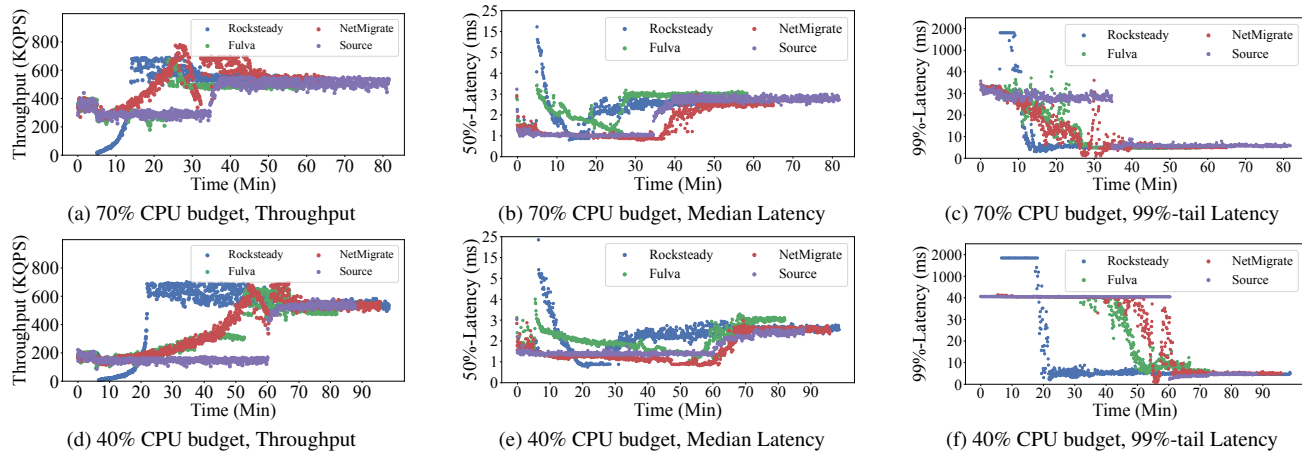 Throughput (KQPS)
800
600
400
200
0
Rocksteady
Fulva
NetMigrate
Source
0 10 20 30 40 50 60 70 80
Time (Min)
(a) 70% CPU budget, Throughput
50%-Latency (ms)
25
15
5
3
2
1
0
Rocksteady
Fulva
NetMigrate
Source
0 10 20 30 40 50 60 70 80
Time (Min)
(b) 70% CPU budget, Median Latency
99%-Latency (ms)
2000
1000
40
30
20
10
0
Rocksteady
Fulva
NetMigrate
Source
0 10 20 30 40 50 60 70 80
Time (Min)
(c) 70% CPU budget, 99%-tail Latency
Throughput (KQPS)
800
600
400
200
0
Rocksteady
Fulva
NetMigrate
Source
0 10 20 30 40 50 60 70 80 90
Time (Min)
(d) 40% CPU budget, Throughput
50%-Latency (ms)
25
15
5
3
2
1
0
Rocksteady
Fulva
NetMigrate
Source
0 10 20 30 40 50 60 70 80 90
Time (Min)
(e) 40% CPU budget, Median Latency
99%-Latency (ms)
2000
1000
40
30
20
10
0
Rocksteady
Fulva
NetMigrate
Source
0 10 20 30 40 50 60 70 80 90
Time (Min)
(f) 40% CPU budget, 99%-tail Latency